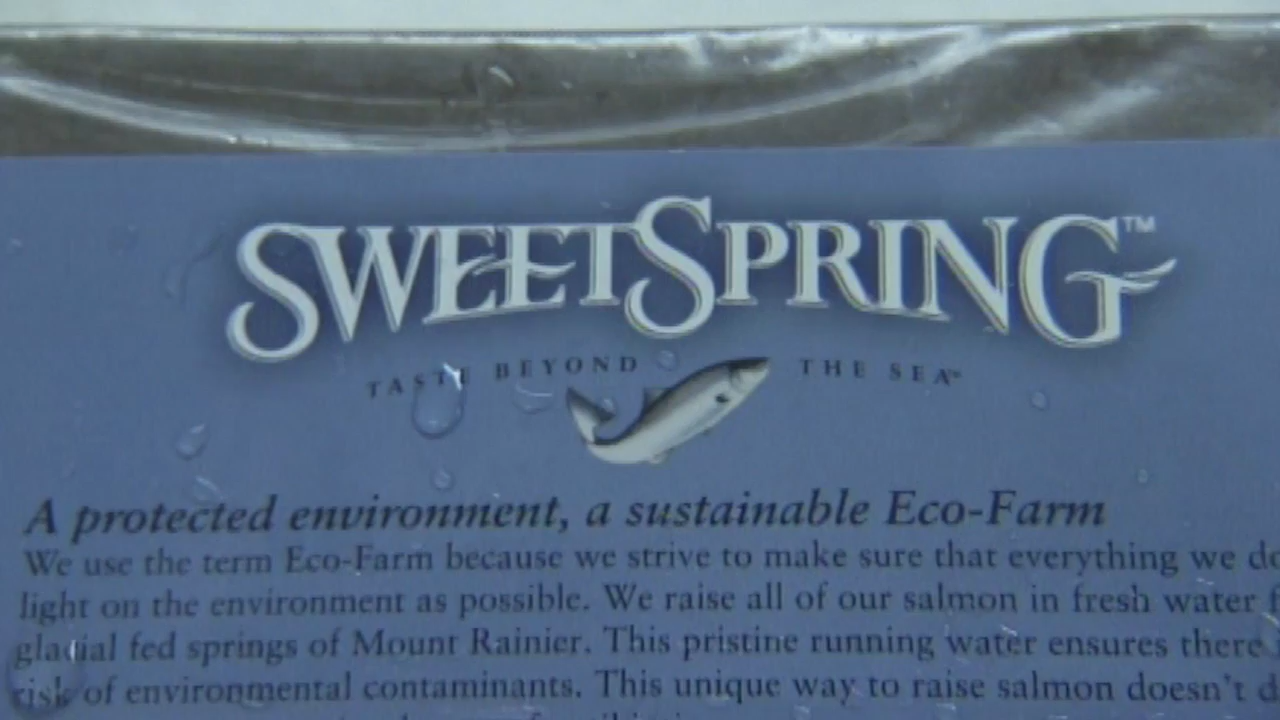 SWEETSPRING™
TASTE BEYOND THE SEA™
A protected environment, a sustainable Eco-Farm
We use the term Eco-Farm because we strive to make sure that everything we do
light on the environment as possible. We raise all of our salmon in fresh water
glacial fed springs of Mount Rainier. This pristine running water ensures there
risk of environmental contaminants. This unique way to raise salmon doesn't